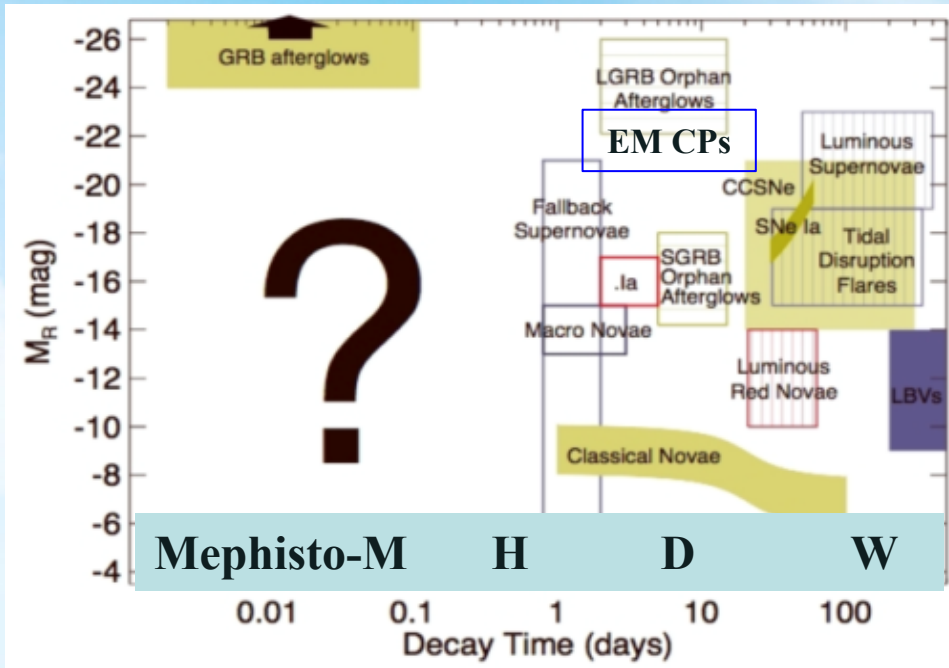 -26
-24
-22
-20
-18
-16
-14
-12
-10
-8
-6
-4
M_R (mag)
GRB afterglows
LGRB Orphan
Afterglows
EM CPs
Luminous
Supernovae
CCSNe
Fallback
Supernovae
SNe Ia
Tidal
Disruption
Flares
.Ia
SGRB
Orphan
Afterglows
?
Macro Novae
Luminous
Red Novae
LBVs
Classical Novae
Mephisto-M H D W
0.01 0.1 1 10 100
Decay Time (days)